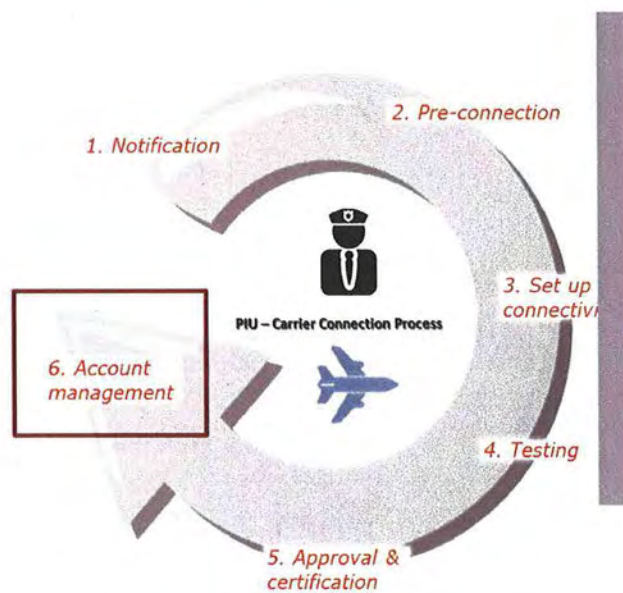 1. Notification
2. Pre-connection
3. Set up
connectivi
4. Testing
5. Approval &
certification
6. Account
management
PIU – Carrier Connection Process